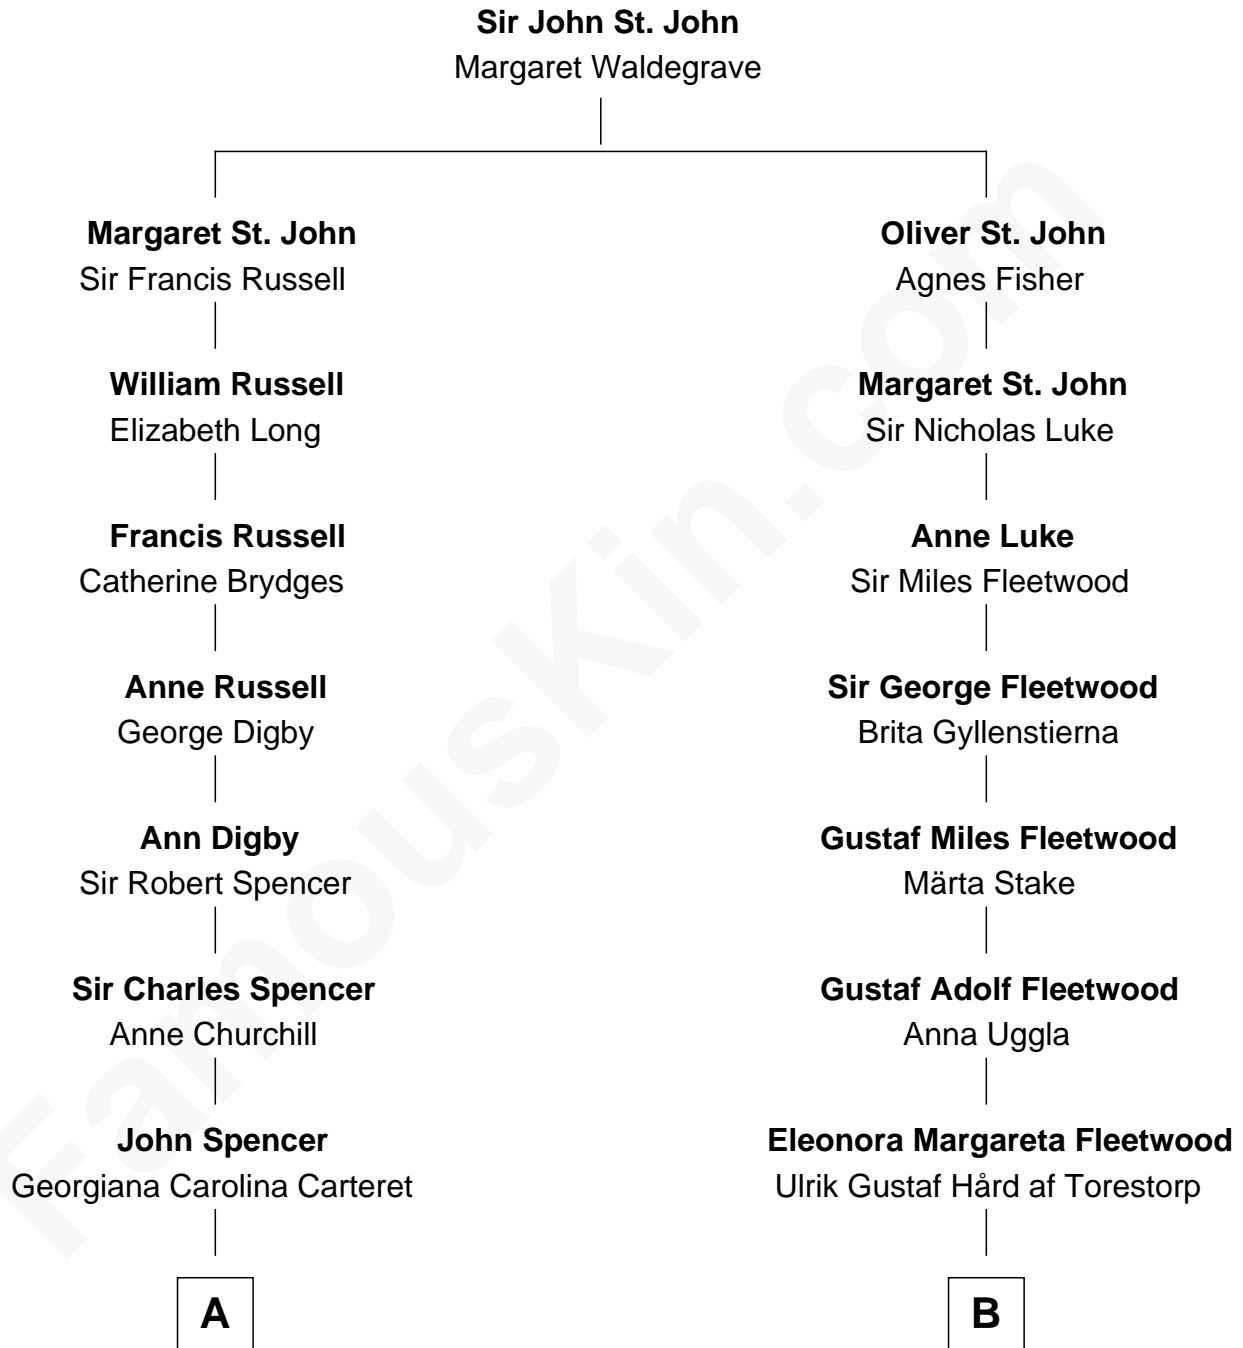 Sir John St. John
Margaret Waldegrave
Margaret St. John
Sir Francis Russell
William Russell
Elizabeth Long
Francis Russell
Catherine Brydges
Anne Russell
George Digby
Ann Digby
Sir Robert Spencer
Sir Charles Spencer
Anne Churchill
John Spencer
Georgiana Carolina Carteret
A
Oliver St. John
Agnes Fisher
Margaret St. John
Sir Nicholas Luke
Anne Luke
Sir Miles Fleetwood
Sir George Fleetwood
Brita Gyllenstierna
Gustaf Miles Fleetwood
Märta Stake
Gustaf Adolf Fleetwood
Anna Uggla
Eleonora Margareta Fleetwood
Ulrik Gustaf Hård af Torestorp
B
FamousKin.com